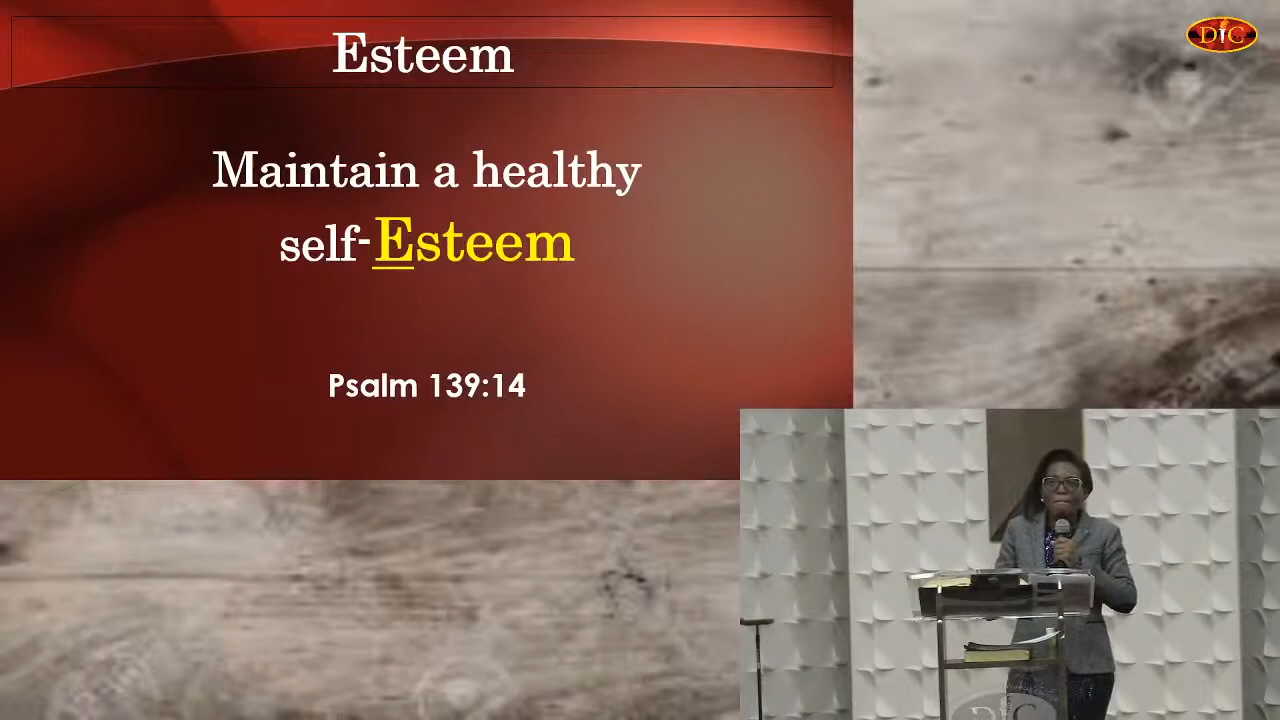 Esteem
Maintain a healthy
self-Esteem
Psalm 139:14
DIC